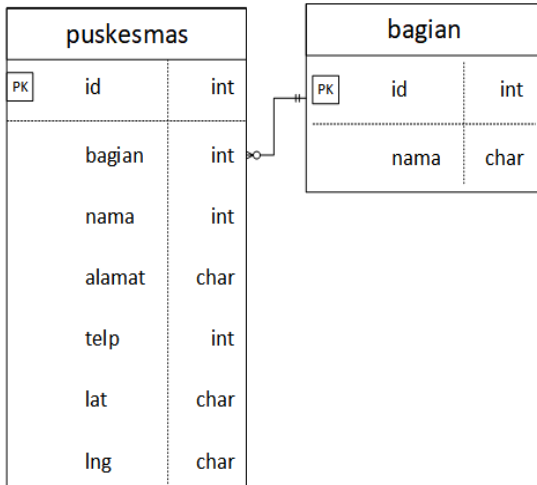 puskesmas
PK id int
bagian int
nama int
alamat char
telp int
lat char
lng char
bagian
PK id int
nama char